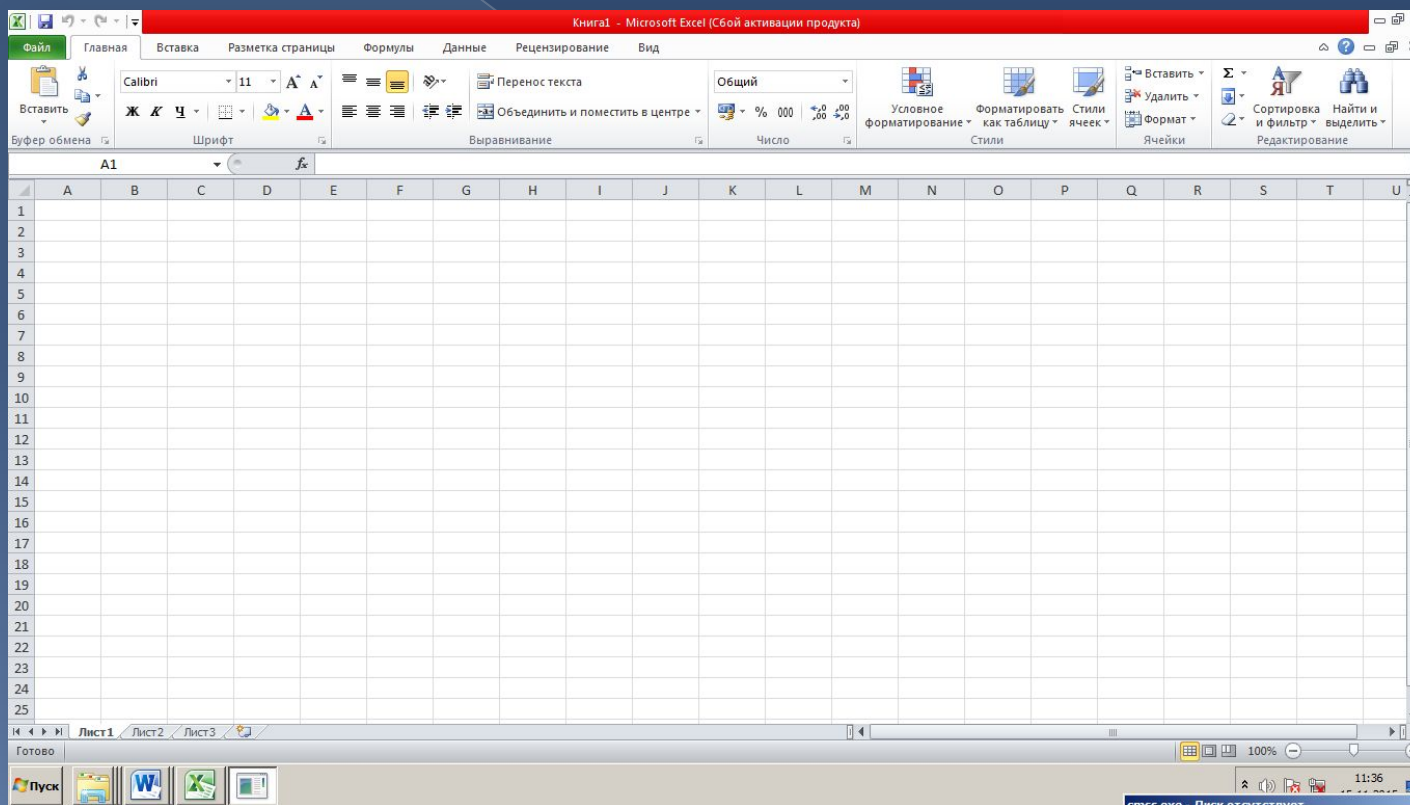 Книга1 - Microsoft Excel (Сбой активации продукта)
Файл Главная Вставка Разметка страницы Формулы Данные Рецензирование Вид
Вставить
Calibri 11
Ж К Ч
Перенос текста
Объединить и поместить в центре
Общий
% 000
Условное форматирование
Форматировать как таблицу
Стили ячеек
Вставить
Удалить
Формат
Σ
Сортировка и фильтр
Найти и выделить
Буфер обмена Шрифт Выравнивание Число Стили Ячейки Редактирование
A1 fx
A B C D E F G H I J K L M N O P Q R S T U
1
2
3
4
5
6
7
8
9
10
11
12
13
14
15
16
17
18
19
20
21
22
23
24
25
Лист1 Лист2 Лист3
Готово 100%
Пуск 11:36